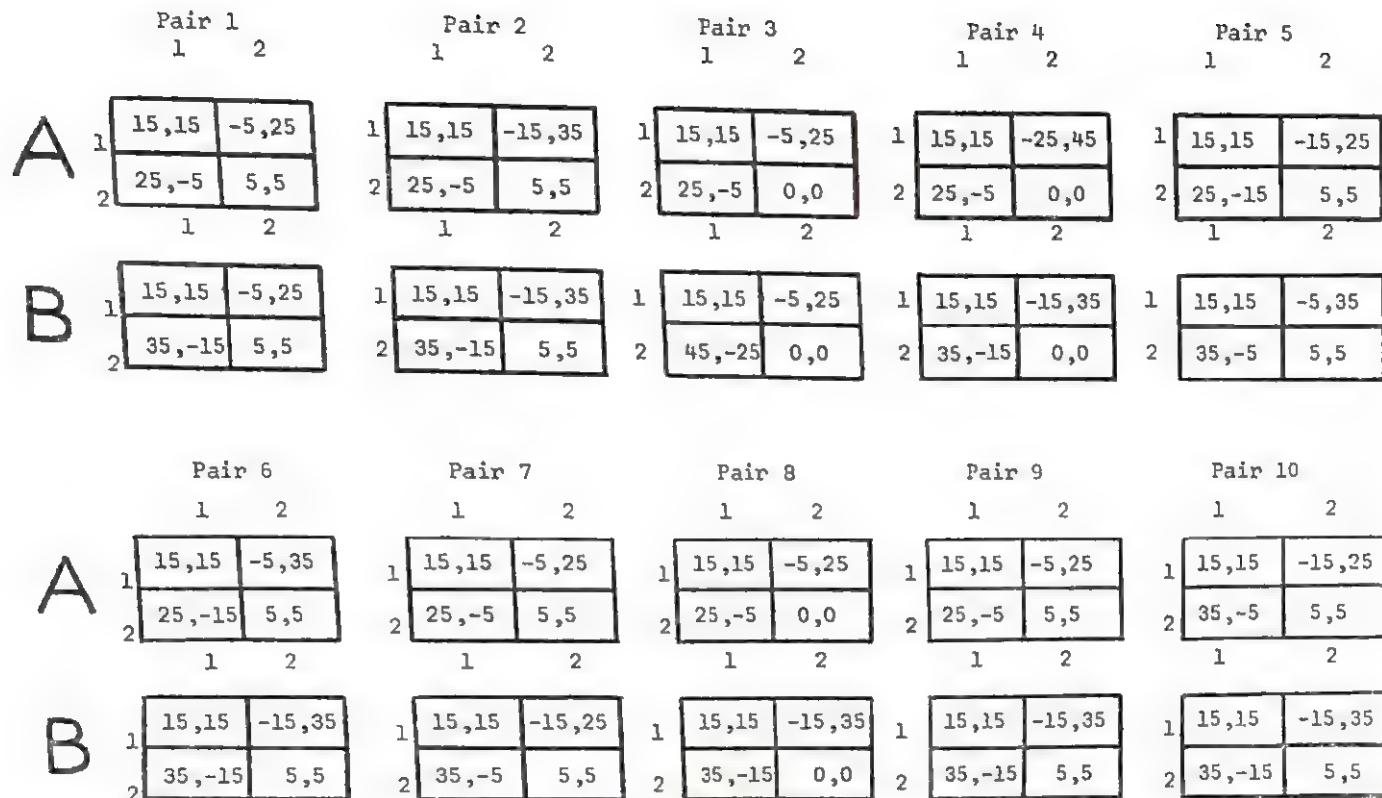 Pair 1 Pair 2 Pair 3 Pair 4 Pair 5
1 2 1 2 1 2 1 2 1 2
A 1 15,15 -5,25 1 15,15 -15,35 1 15,15 -5,25 1 15,15 -25,45 1 15,15 -15,25
2 25,-5 5,5 2 25,-5 5,5 2 25,-5 0,0 2 25,-5 0,0 2 25,-15 5,5
1 2 1 2 1 2 1 2 1 2
B 1 15,15 -5,25 1 15,15 -15,35 1 15,15 -5,25 1 15,15 -15,35 1 15,15 -5,35
2 35,-15 5,5 2 35,-15 5,5 2 45,-25 0,0 2 35,-15 0,0 2 35,-5 5,5
Pair 6 Pair 7 Pair 8 Pair 9 Pair 10
1 2 1 2 1 2 1 2 1 2
A 1 15,15 -5,35 1 15,15 -5,25 1 15,15 -5,25 1 15,15 -5,25 1 15,15 -15,25
2 25,-15 5,5 2 25,-5 5,5 2 25,-5 0,0 2 25,-5 5,5 2 35,-5 5,5
1 2 1 2 1 2 1 2 1 2
B 1 15,15 -15,35 1 15,15 -15,25 1 15,15 -15,35 1 15,15 -15,35 1 15,15 -15,35
2 35,-15 5,5 2 35,-5 5,5 2 35,-15 0,0 2 35,-15 5,5 2 35,-15 5,5